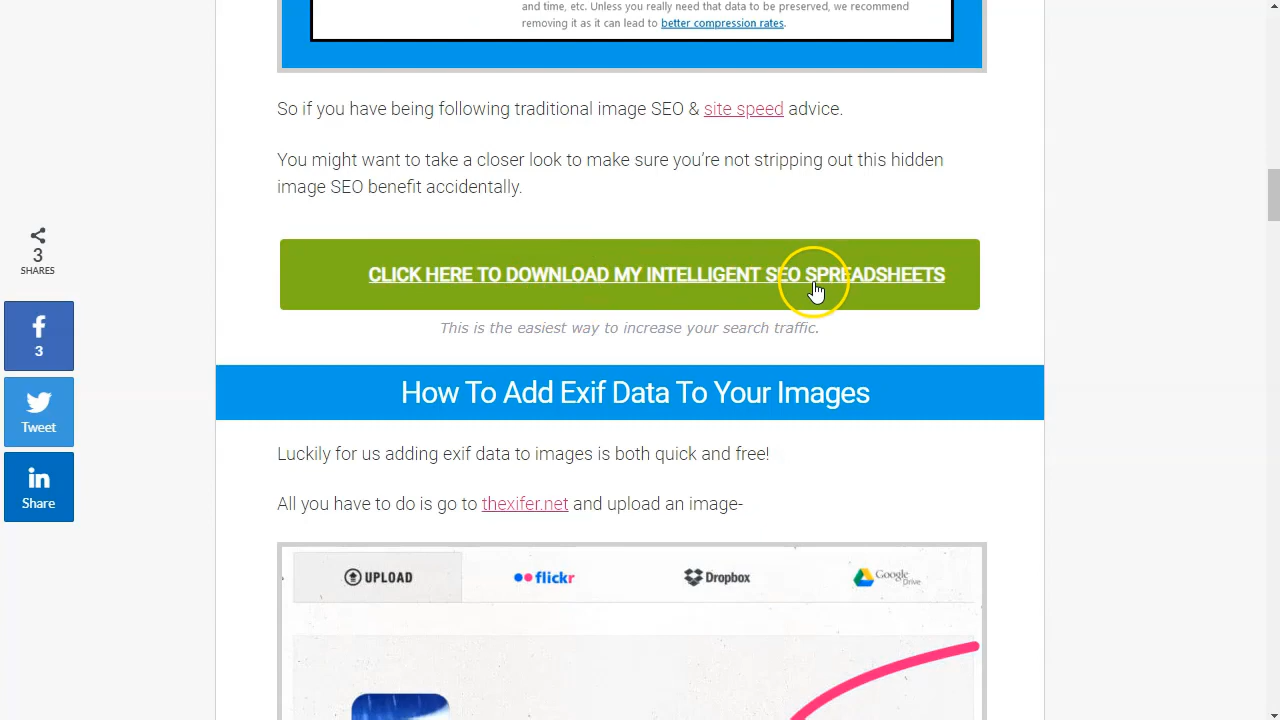 and time, etc. Unless you really need that data to be preserved, we recommend
removing it as it can lead to better compression rates.
So if you have being following traditional image SEO & site speed advice.
You might want to take a closer look to make sure you’re not stripping out this hidden
image SEO benefit accidentally.
3
SHARES
CLICK HERE TO DOWNLOAD MY INTELLIGENT SEO SPREADSHEETS
This is the easiest way to increase your search traffic.
3
Tweet
Share
How To Add Exif Data To Your Images
Luckily for us adding exif data to images is both quick and free!
All you have to do is go to thexifer.net and upload an image-
UPLOAD
flickr
Dropbox
Google
Drive